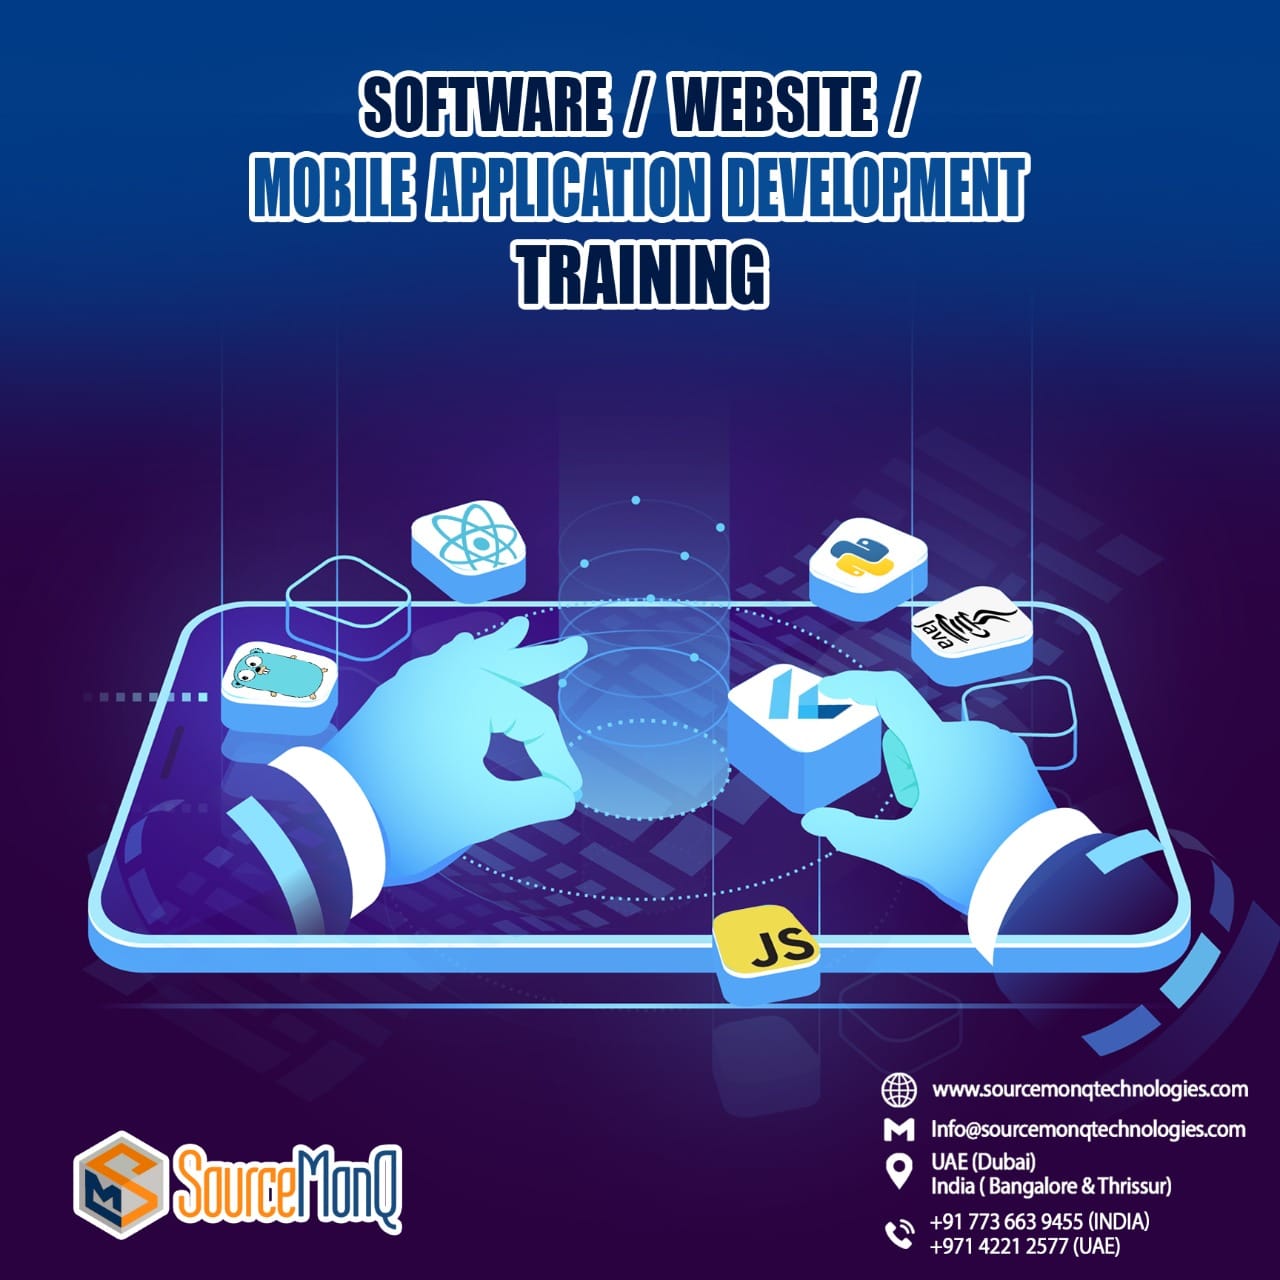 SOFTWARE / WEBSITE /
MOBILE APPLICATION DEVELOPMENT
TRAINING
Java
JS
SourceMonQ
www.sourcemonqtechnologies.com
Info@sourcemonqtechnologies.com
UAE (Dubai)
India ( Bangalore & Thrissur)
+91 773 663 9455 (INDIA)
+971 4221 2577 (UAE)